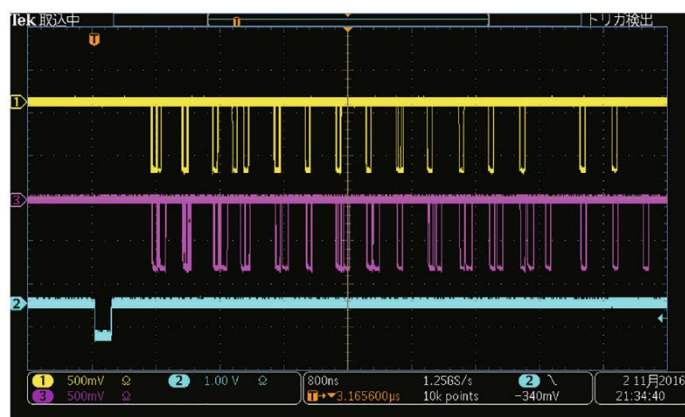 Tek 取込中 トリガ検出
T
T
1
3
2
1 500mV Ω 2 1.00 V Ω 800ns 1.25GS/s 2 2 11月2016
3 500mV Ω T→▼3.165600μs 10k points −340mV 21:34:40